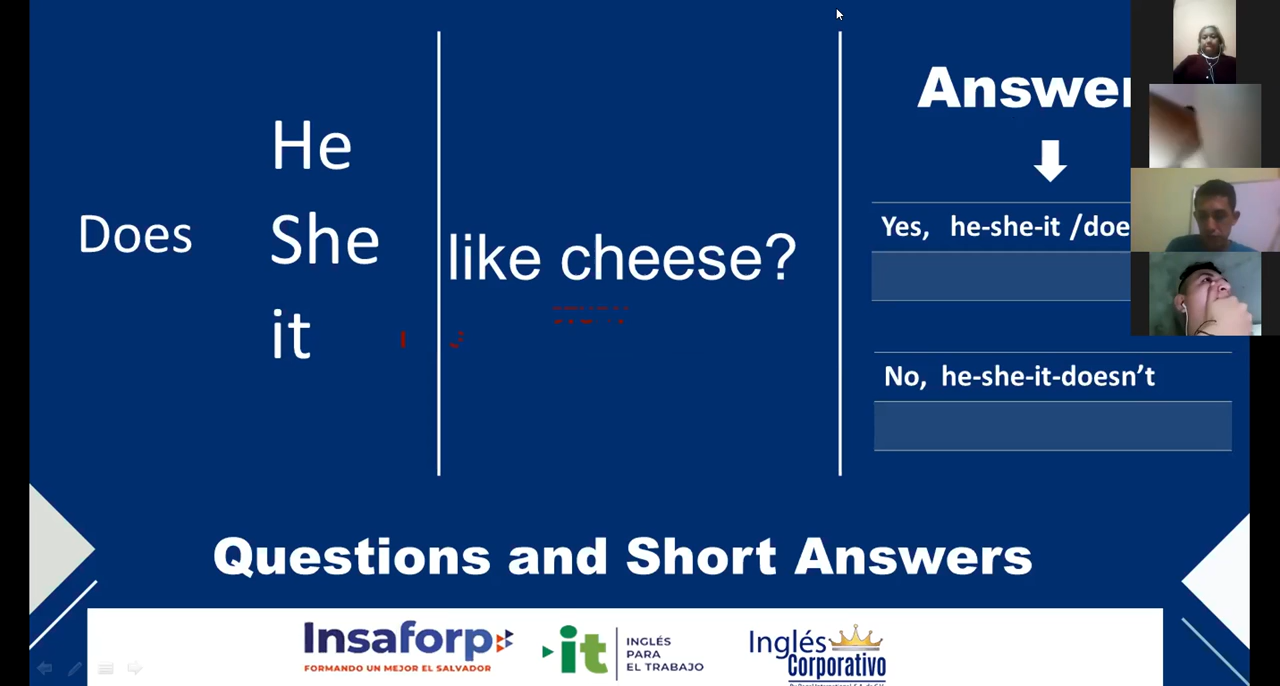 Does
He
She
it
like cheese?
Answer
Yes, he-she-it /doe
No, he-she-it-doesn't
Questions and Short Answers
Insaforp
FORMANDO UN MEJOR EL SALVADOR
it
INGLÉS
PARA
EL TRABAJO
Inglés
Corporativo